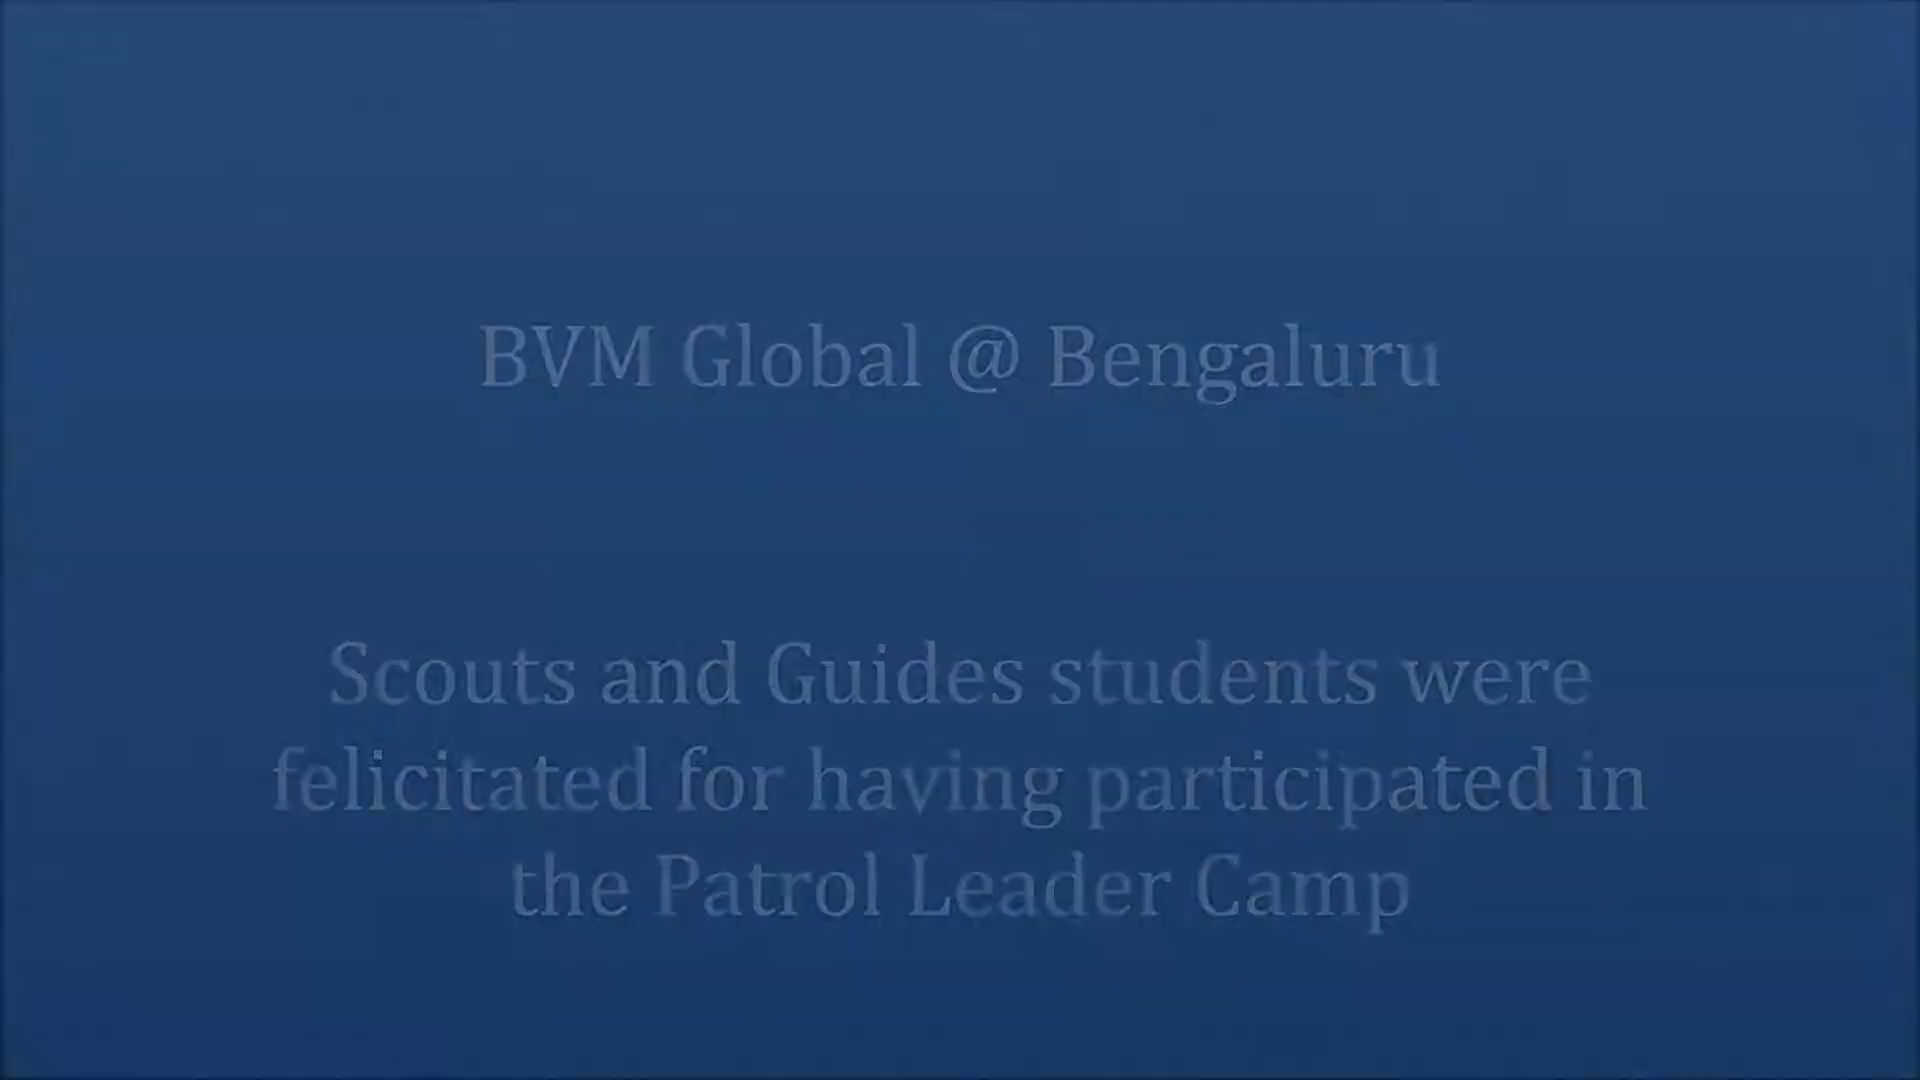 BVM Global @ Bengaluru
Scouts and Guides students were
felicitated for having participated in
the Patrol Leader Camp